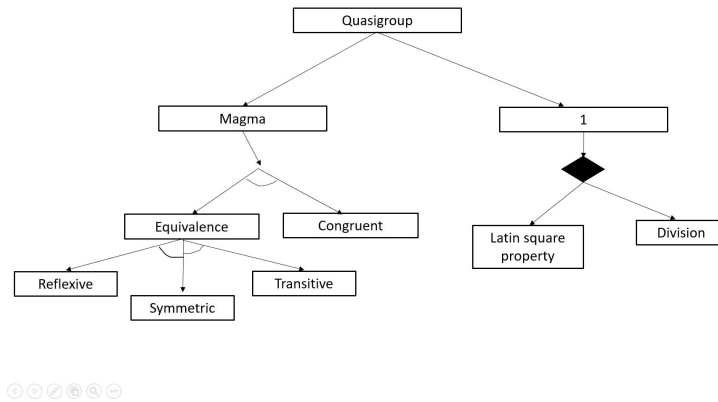 Quasigroup
Magma
1
Equivalence
Congruent
Latin square
property
Division
Reflexive
Symmetric
Transitive